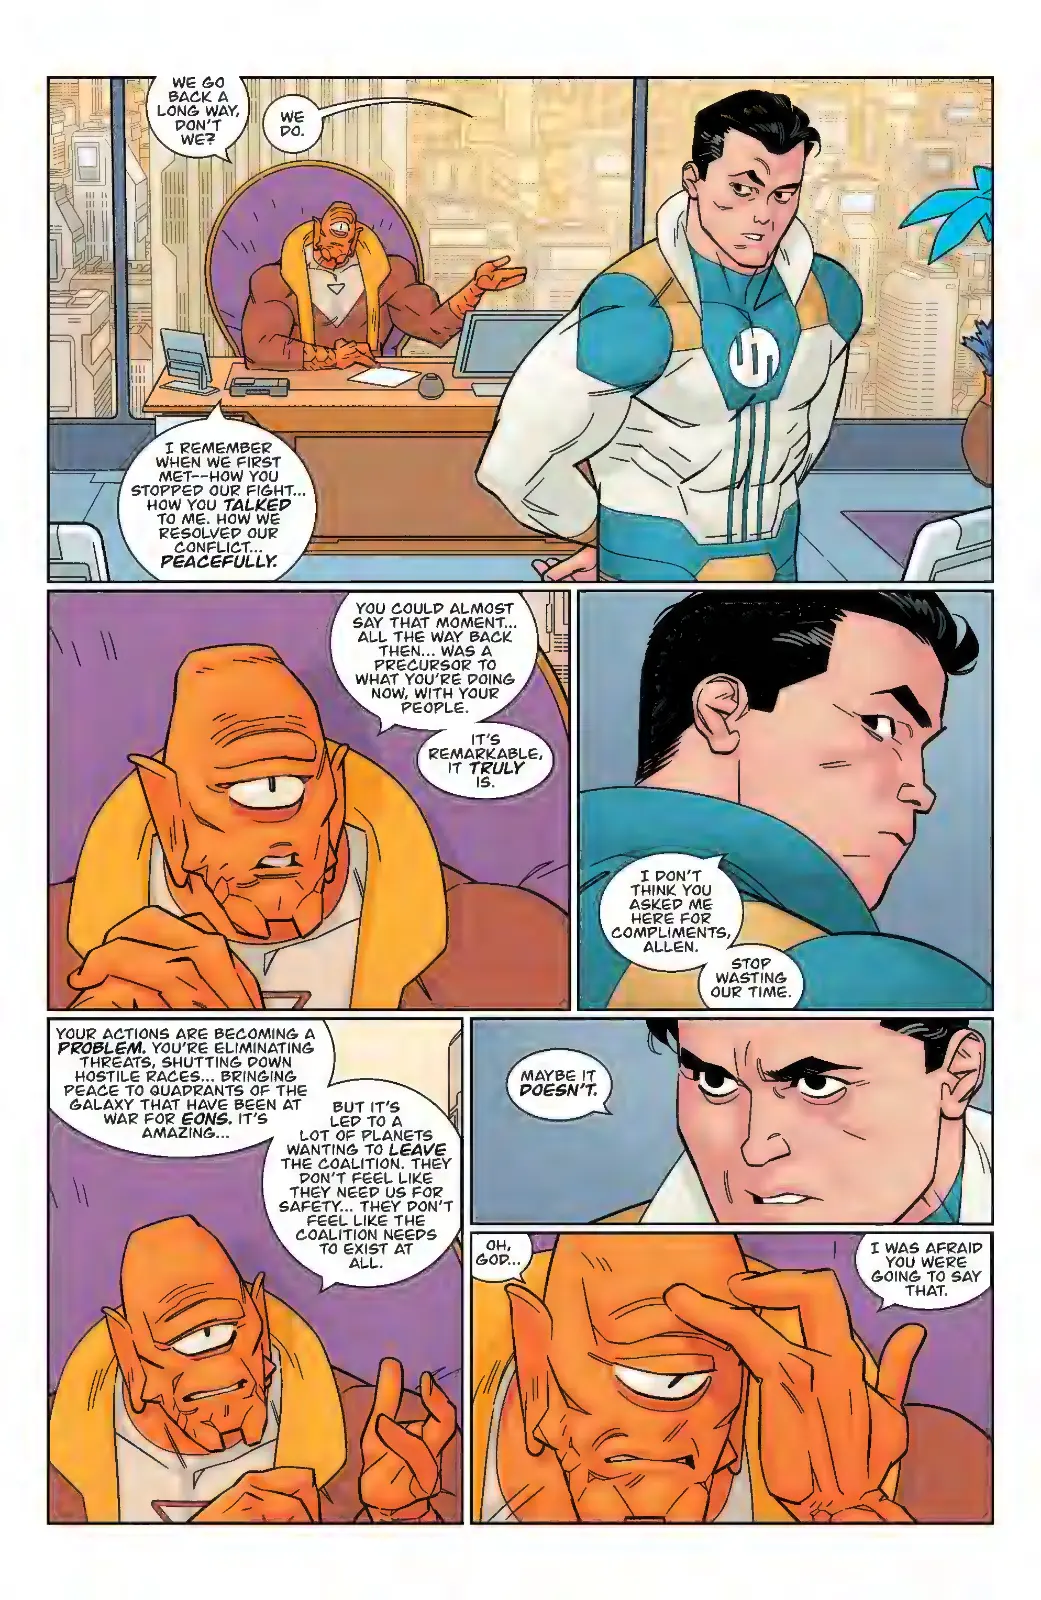 WE GO
BACK A
LONG WAY,
DON'T
WE?
WE
DO.
I REMEMBER
WHEN WE FIRST
MET--HOW YOU
STOPPED OUR FIGHT...
HOW YOU TALKED
TO ME. HOW WE
RESOLVED OUR
CONFLICT...
PEACEFULLY.
YOU COULD ALMOST
SAY THAT MOMENT...
ALL THE WAY BACK
THEN... WAS A
PRECURSOR TO
WHAT YOU'RE DOING
NOW, WITH YOUR
PEOPLE.
IT'S
REMARKABLE,
IT TRULY
IS.
I DON'T
THINK YOU
ASKED ME
HERE FOR
COMPLIMENTS,
ALLEN.
STOP
WASTING
OUR TIME.
YOUR ACTIONS ARE BECOMING A
PROBLEM. YOU'RE ELIMINATING
THREATS, SHUTTING DOWN
HOSTILE RACES... BRINGING
PEACE TO QUADRANTS OF THE
GALAXY THAT HAVE BEEN AT
WAR FOR EONS. IT'S
AMAZING...
BUT IT'S
LED TO A
LOT OF PLANETS
WANTING TO LEAVE
THE COALITION. THEY
DON'T FEEL LIKE
THEY NEED US FOR
SAFETY... THEY DON'T
FEEL LIKE THE
COALITION NEEDS
TO EXIST AT
ALL.
MAYBE IT
DOESN'T.
OH,
GOD...
I WAS AFRAID
YOU WERE
GOING TO SAY
THAT.